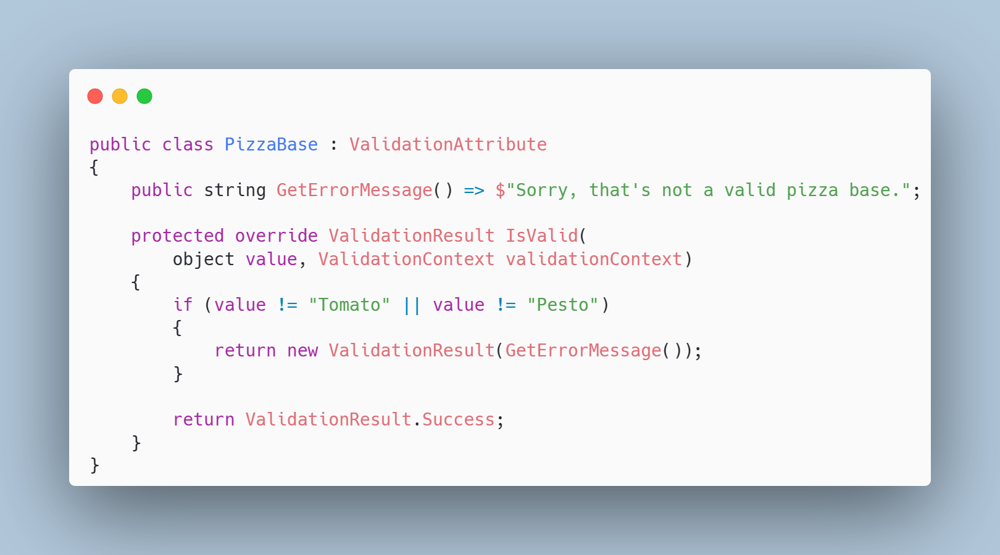 public class PizzaBase : ValidationAttribute
{
    public string GetErrorMessage() => $"Sorry, that's not a valid pizza base.";

    protected override ValidationResult IsValid(
        object value, ValidationContext validationContext)
    {
        if (value != "Tomato" || value != "Pesto")
        {
            return new ValidationResult(GetErrorMessage());
        }

        return ValidationResult.Success;
    }
}